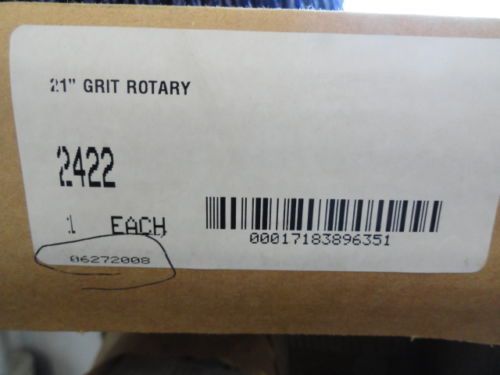 21" GRIT ROTARY
2422
1 EACH
00017183896351
06272008